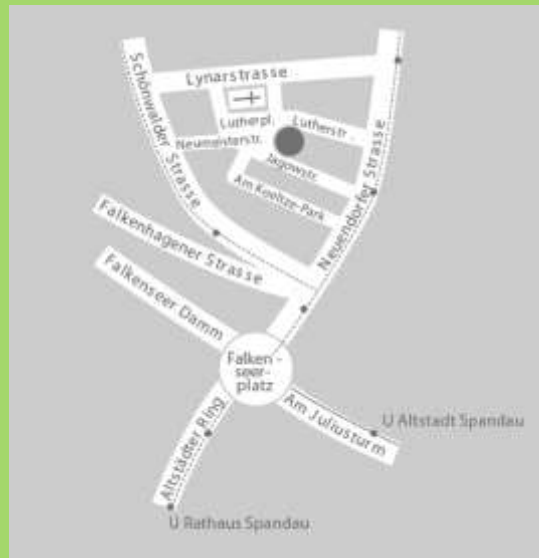 Lynarstrasse
Schönwalder Strasse
Lutherpl.
Lutherstr.
Neumeisterstr.
Jagowstr.
Am Koeltze-Park
Neuendorfer Strasse
Falkenhagener Strasse
Falkenseer Damm
Falken-
seer-
platz
Am Juliusturm
U Altstadt Spandau
Altstädter Ring
U Rathaus Spandau